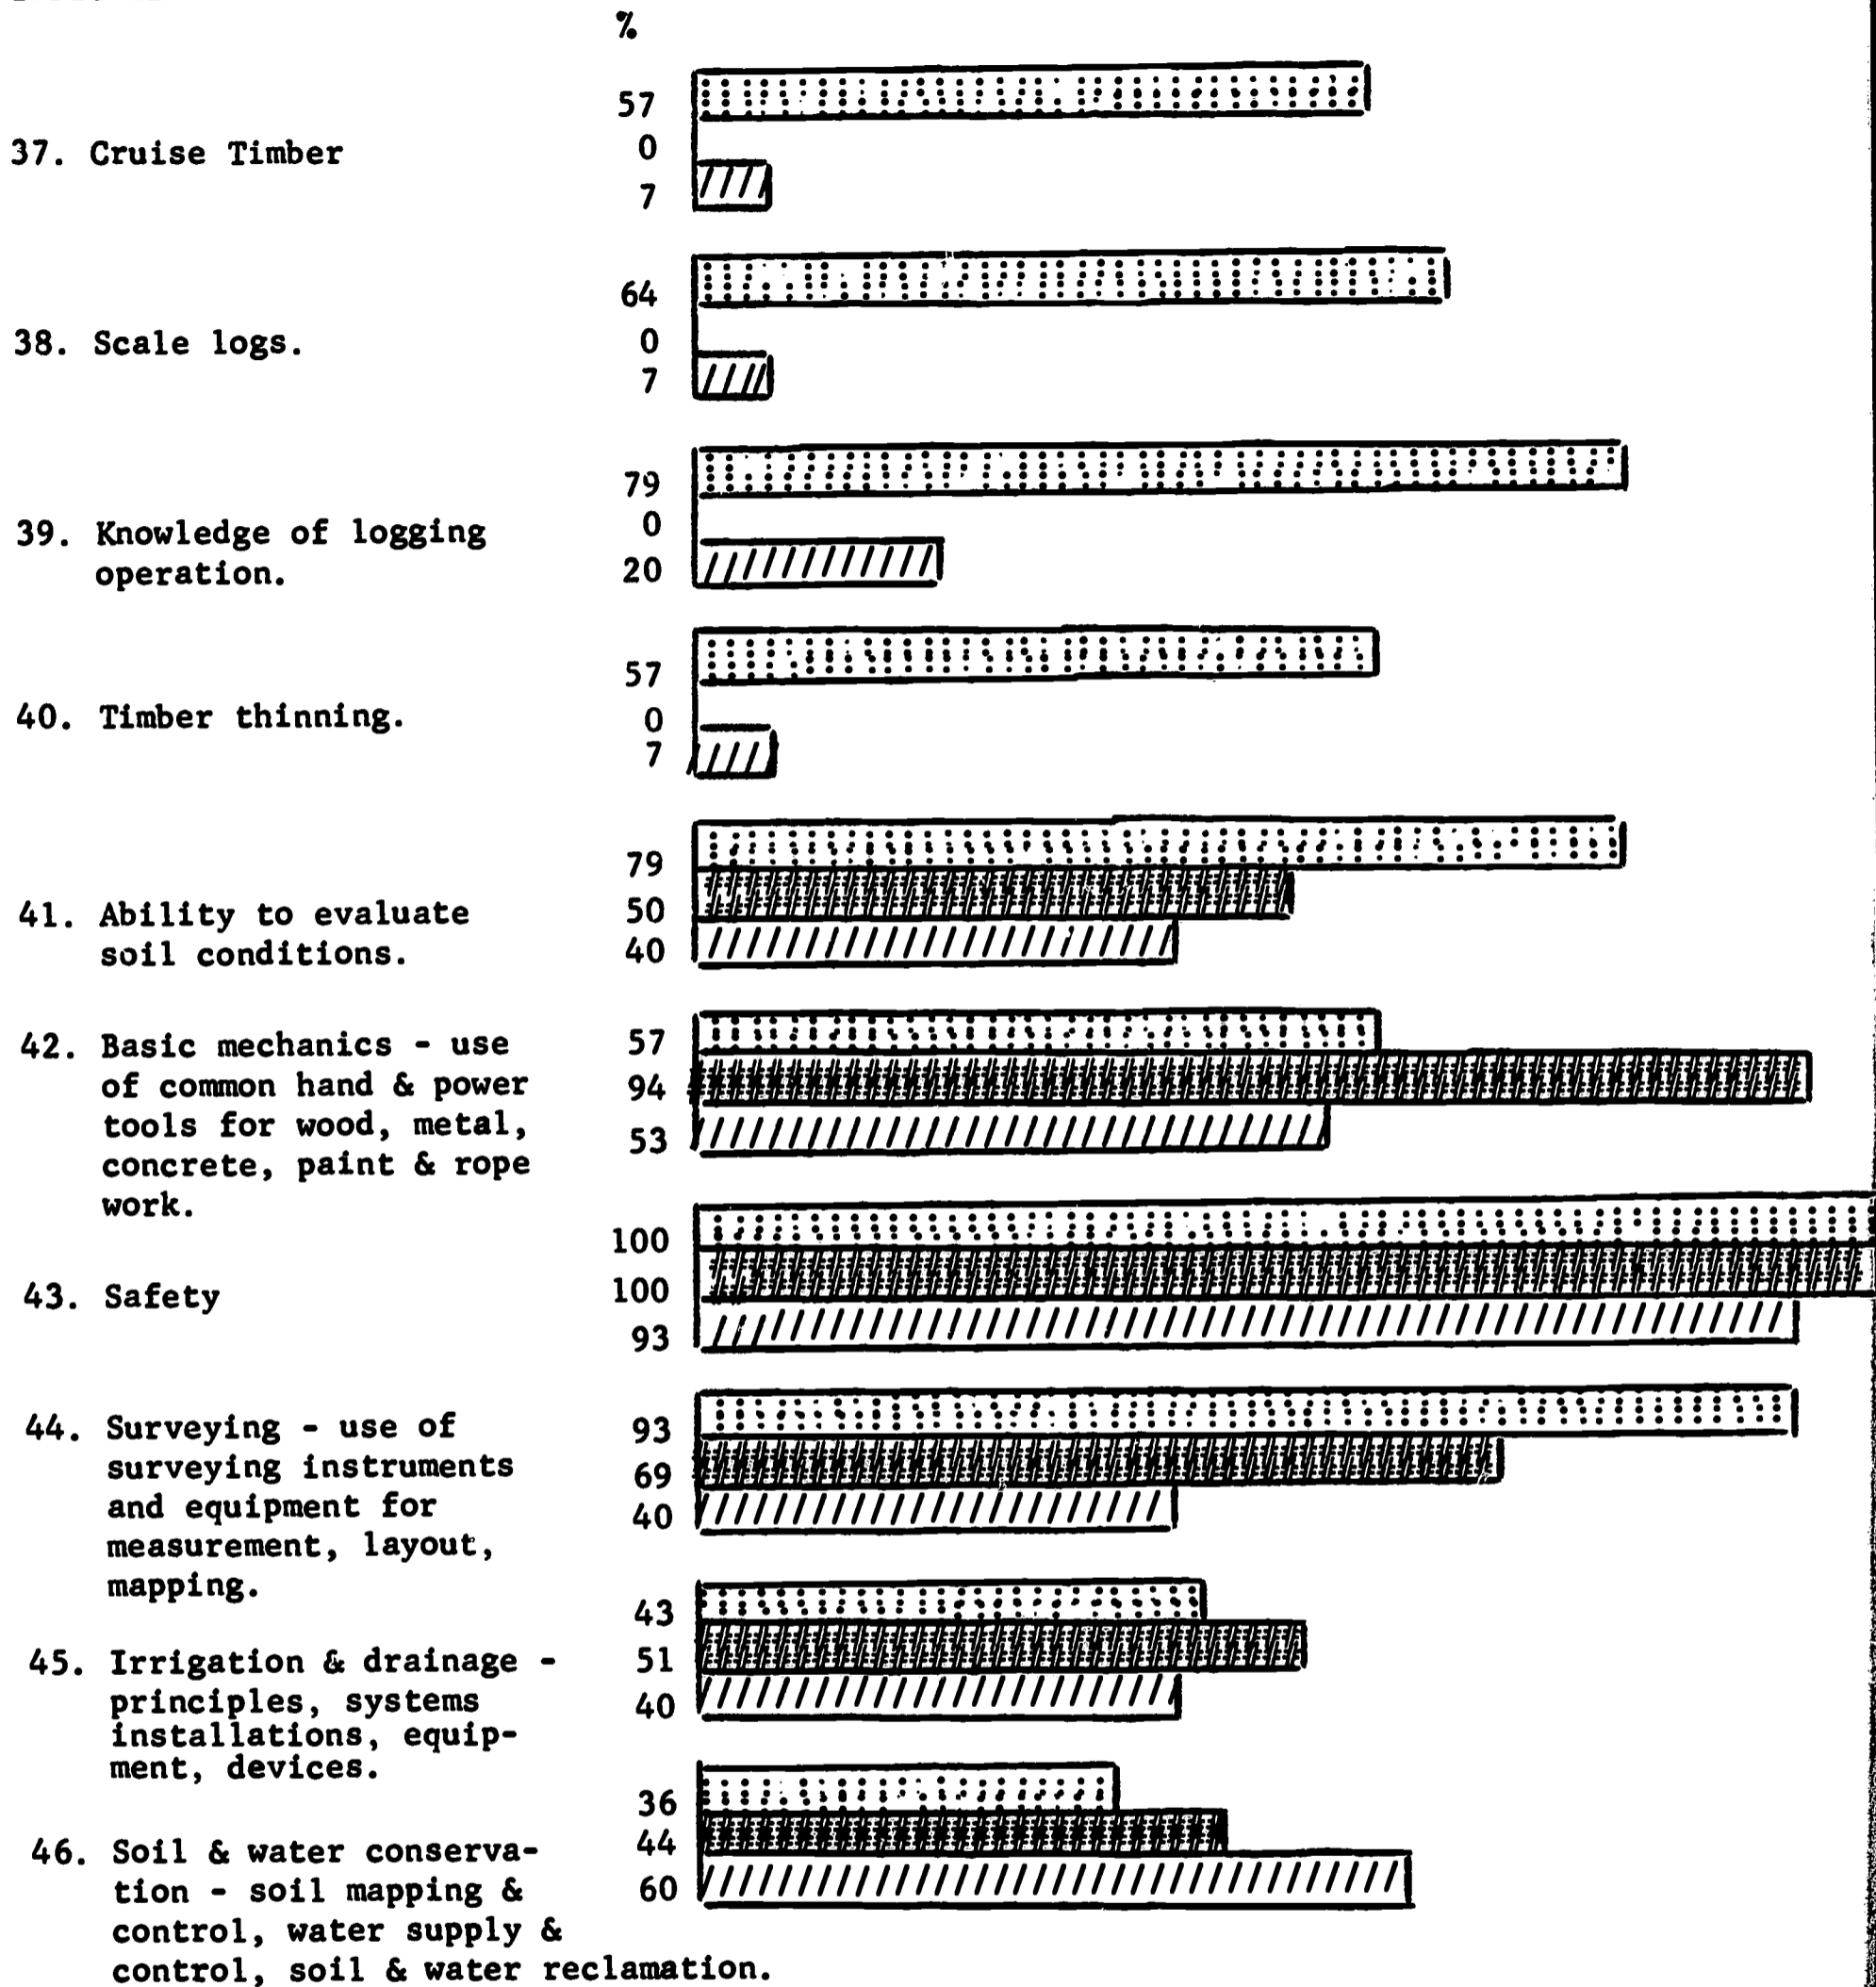 %
57
37. Cruise Timber 0
7
64
38. Scale logs. 0
7
79
39. Knowledge of logging 0
operation. 20
57
40. Timber thinning. 0
7
79
41. Ability to evaluate 50
soil conditions. 40
42. Basic mechanics - use 57
of common hand & power 94
tools for wood, metal, 53
concrete, paint & rope
work.
100
43. Safety 100
93
44. Surveying - use of 93
surveying instruments 69
and equipment for 40
measurement, layout,
mapping.
43
45. Irrigation & drainage - 51
principles, systems 40
installations, equip-
ment, devices.
36
46. Soil & water conserva- 44
tion - soil mapping & 60
control, water supply &
control, soil & water reclamation.